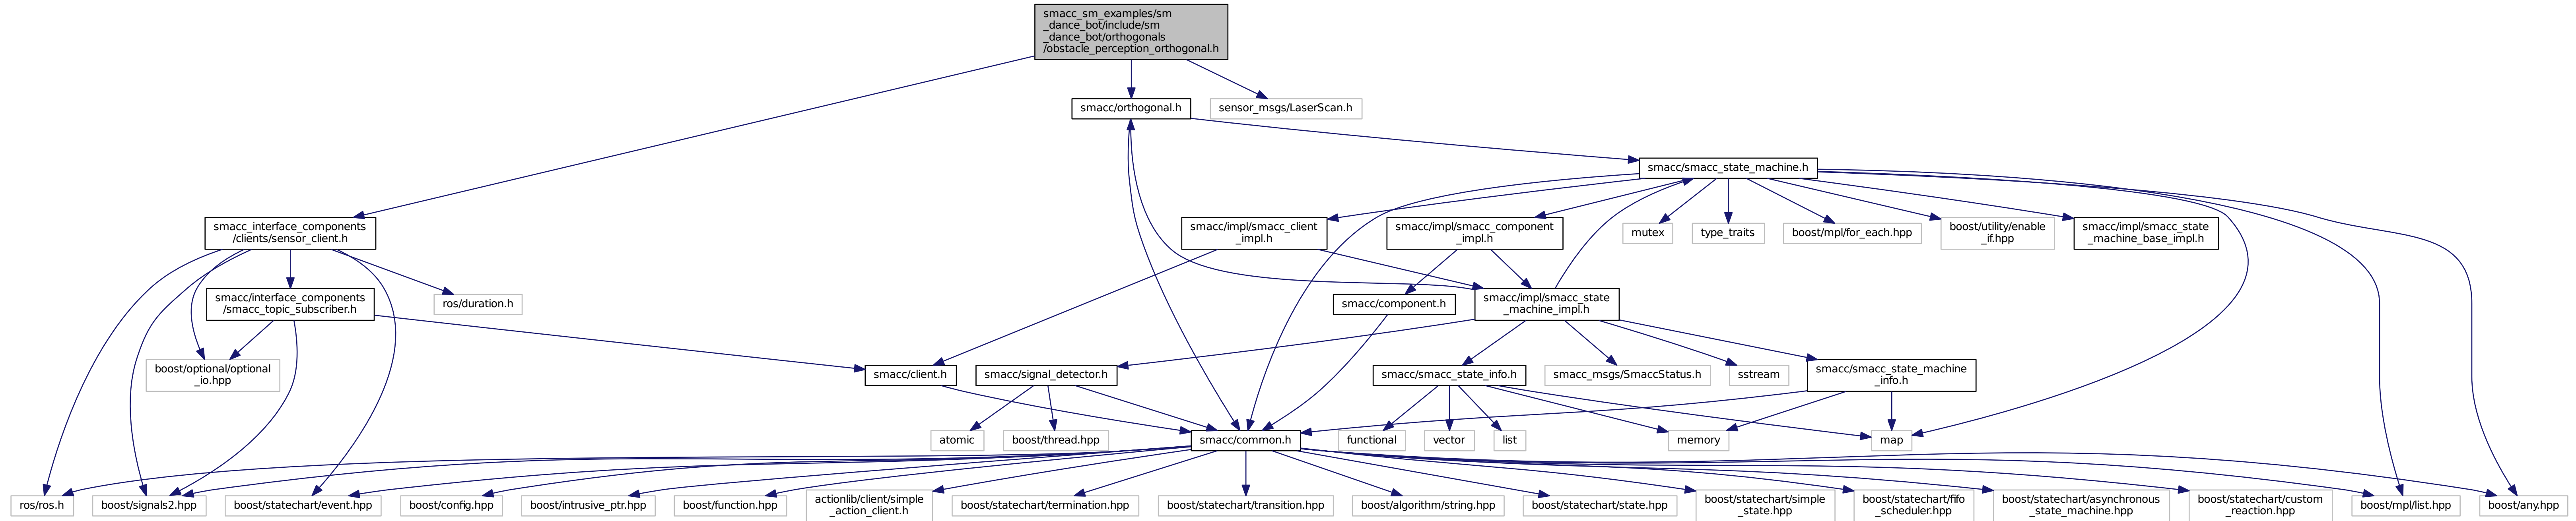 smacc_sm_examples/sm
_dance_bot/include/sm
_dance_bot/orthogonals
/obstacle_perception_orthogonal.h
smacc/orthogonal.h
sensor_msgs/LaserScan.h
smacc/smacc_state_machine.h
smacc_interface_components
/clients/sensor_client.h
smacc/impl/smacc_client
_impl.h
smacc/impl/smacc_component
_impl.h
mutex
type_traits
boost/mpl/for_each.hpp
boost/utility/enable
_if.hpp
smacc/impl/smacc_state
_machine_base_impl.h
smacc/interface_components
/smacc_topic_subscriber.h
ros/duration.h
smacc/component.h
smacc/impl/smacc_state
_machine_impl.h
boost/optional/optional
_io.hpp
smacc/client.h
smacc/signal_detector.h
smacc/smacc_state_info.h
smacc_msgs/SmaccStatus.h
sstream
smacc/smacc_state_machine
_info.h
atomic
boost/thread.hpp
smacc/common.h
functional
vector
list
memory
map
ros/ros.h
boost/signals2.hpp
boost/statechart/event.hpp
boost/config.hpp
boost/intrusive_ptr.hpp
boost/function.hpp
actionlib/client/simple
_action_client.h
boost/statechart/termination.hpp
boost/statechart/transition.hpp
boost/algorithm/string.hpp
boost/statechart/state.hpp
boost/statechart/simple
_state.hpp
boost/statechart/fifo
_scheduler.hpp
boost/statechart/asynchronous
_state_machine.hpp
boost/statechart/custom
_reaction.hpp
boost/mpl/list.hpp
boost/any.hpp